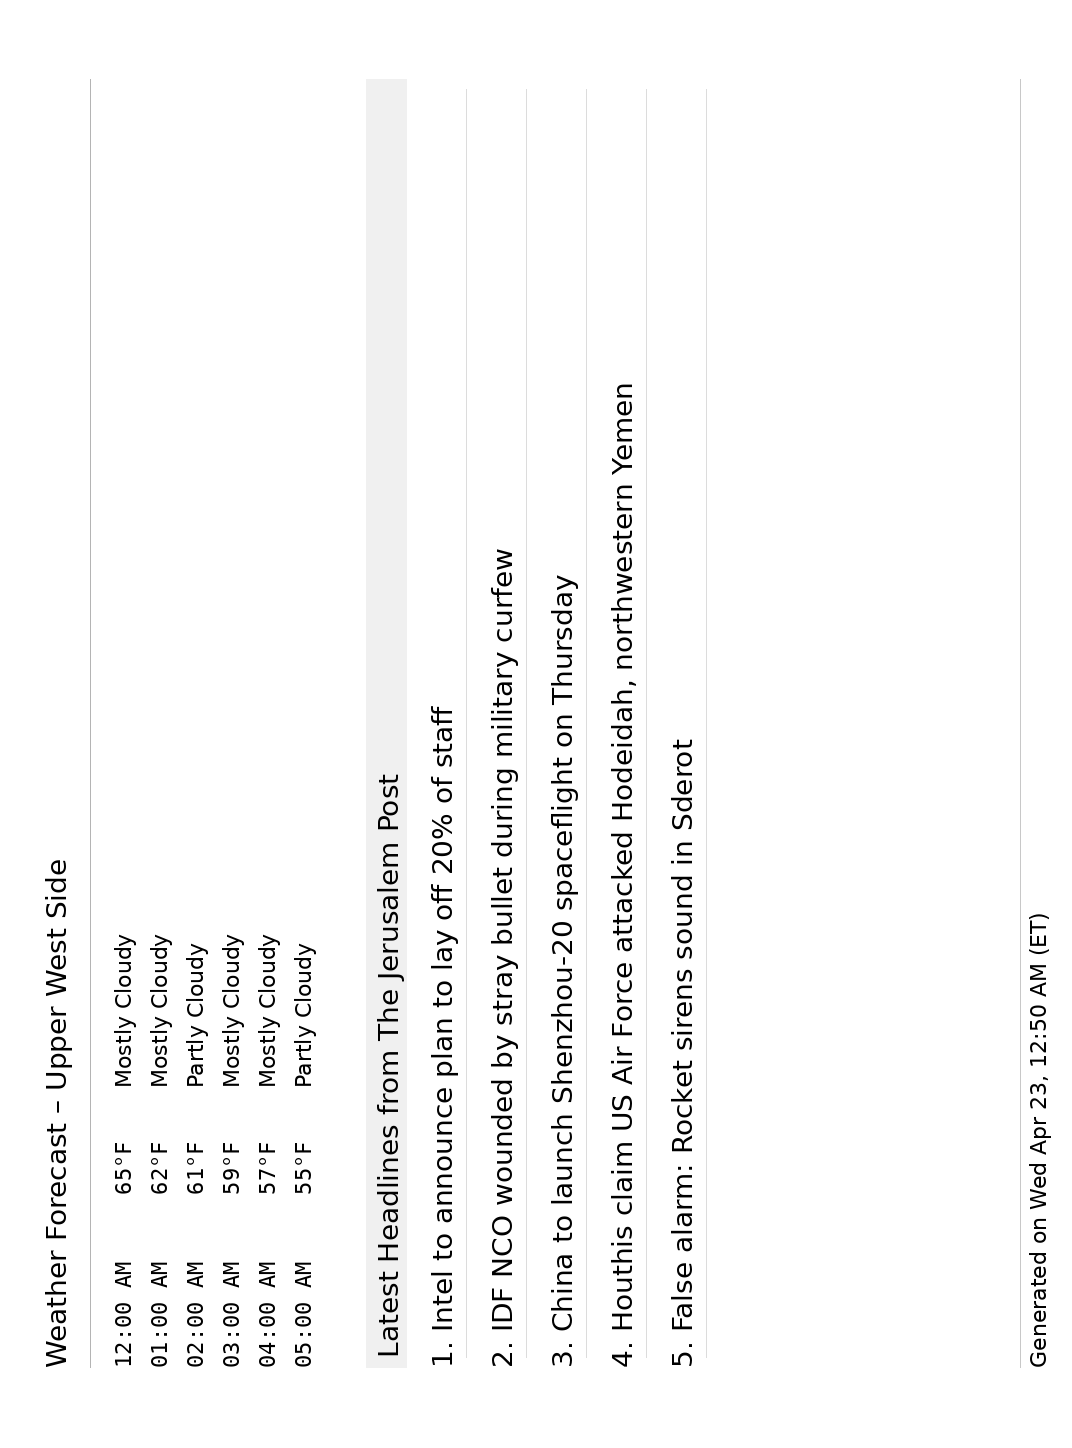 Weather Forecast – Upper West Side
12:00 AM 65°F Mostly Cloudy
01:00 AM 62°F Mostly Cloudy
02:00 AM 61°F Partly Cloudy
03:00 AM 59°F Mostly Cloudy
04:00 AM 57°F Mostly Cloudy
05:00 AM 55°F Partly Cloudy
Latest Headlines from The Jerusalem Post
1. Intel to announce plan to lay off 20% of staff
2. IDF NCO wounded by stray bullet during military curfew
3. China to launch Shenzhou-20 spaceflight on Thursday
4. Houthis claim US Air Force attacked Hodeidah, northwestern Yemen
5. False alarm: Rocket sirens sound in Sderot
Generated on Wed Apr 23, 12:50 AM (ET)